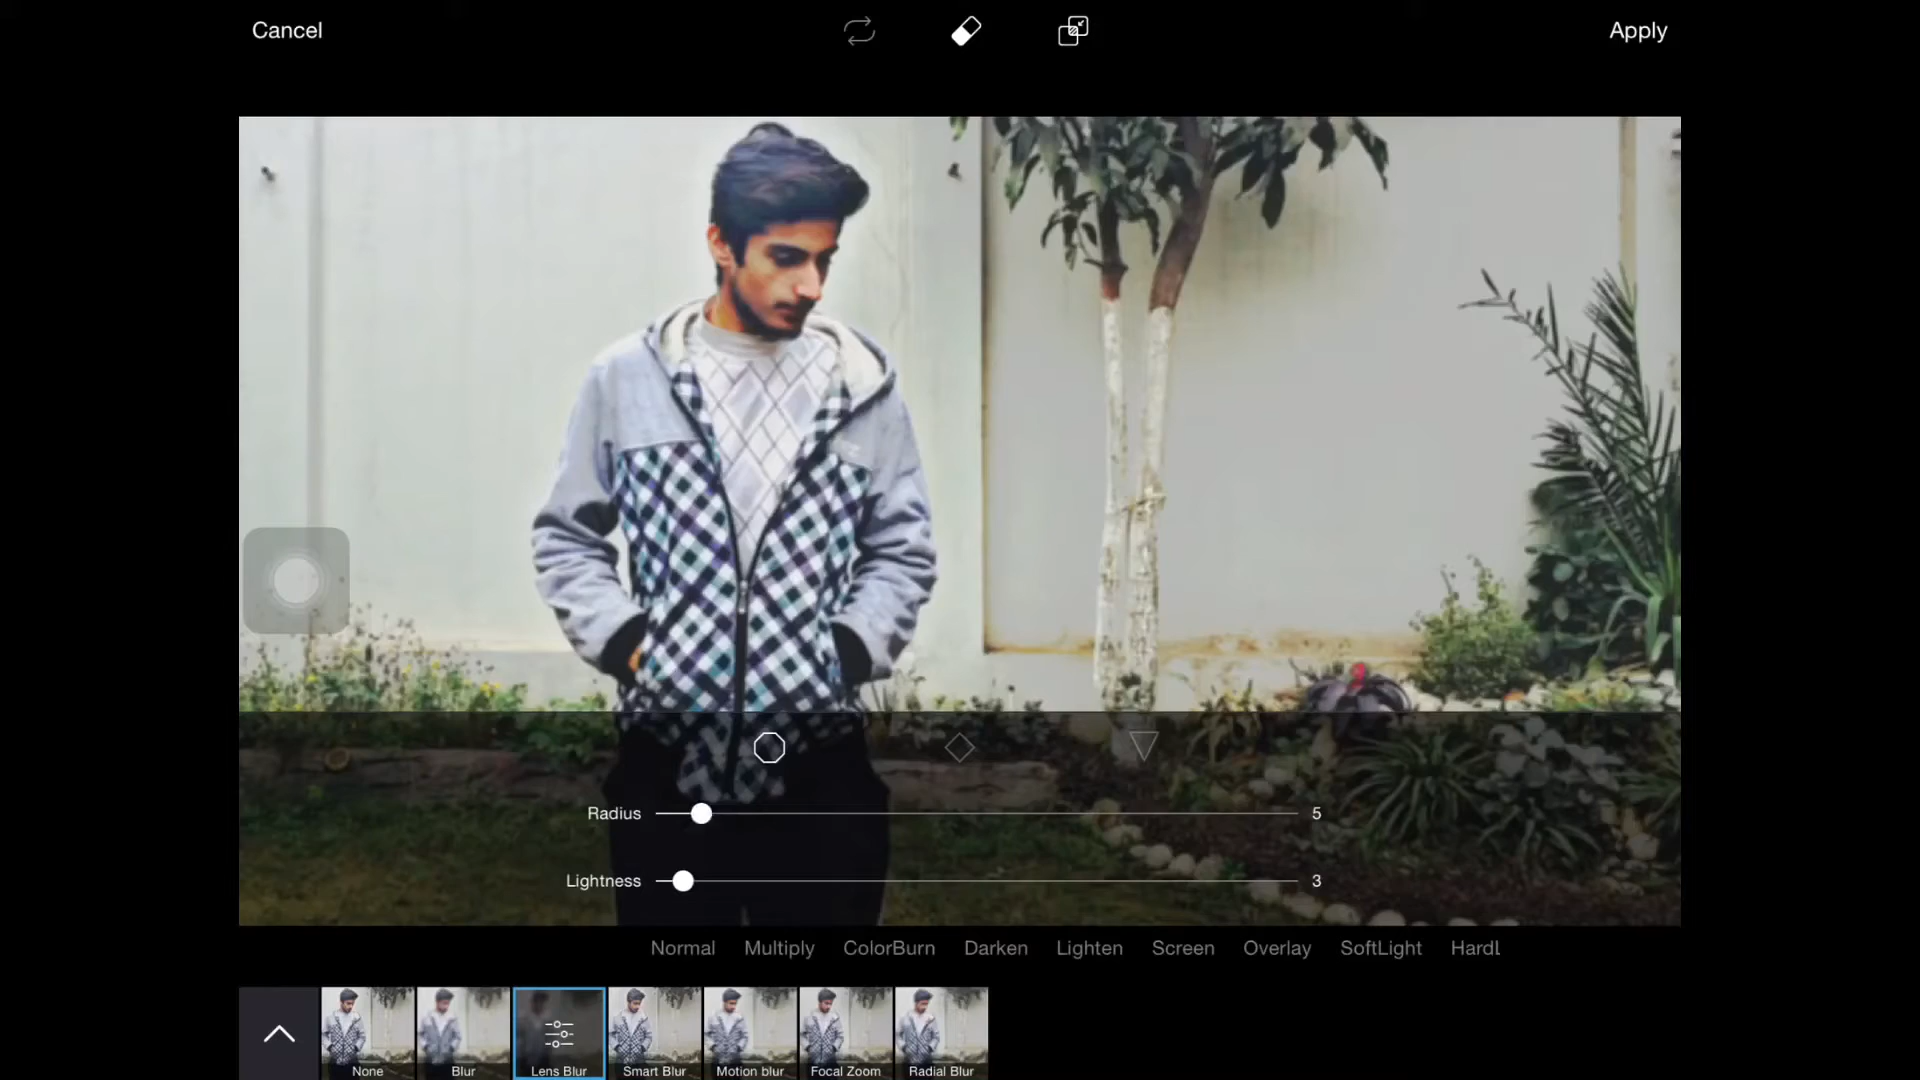 Cancel
Apply
Radius 5
Lightness 3
Normal Multiply ColorBurn Darken Lighten Screen Overlay SoftLight HardL
None Blur Lens Blur Smart Blur Motion blur Focal Zoom Radial Blur